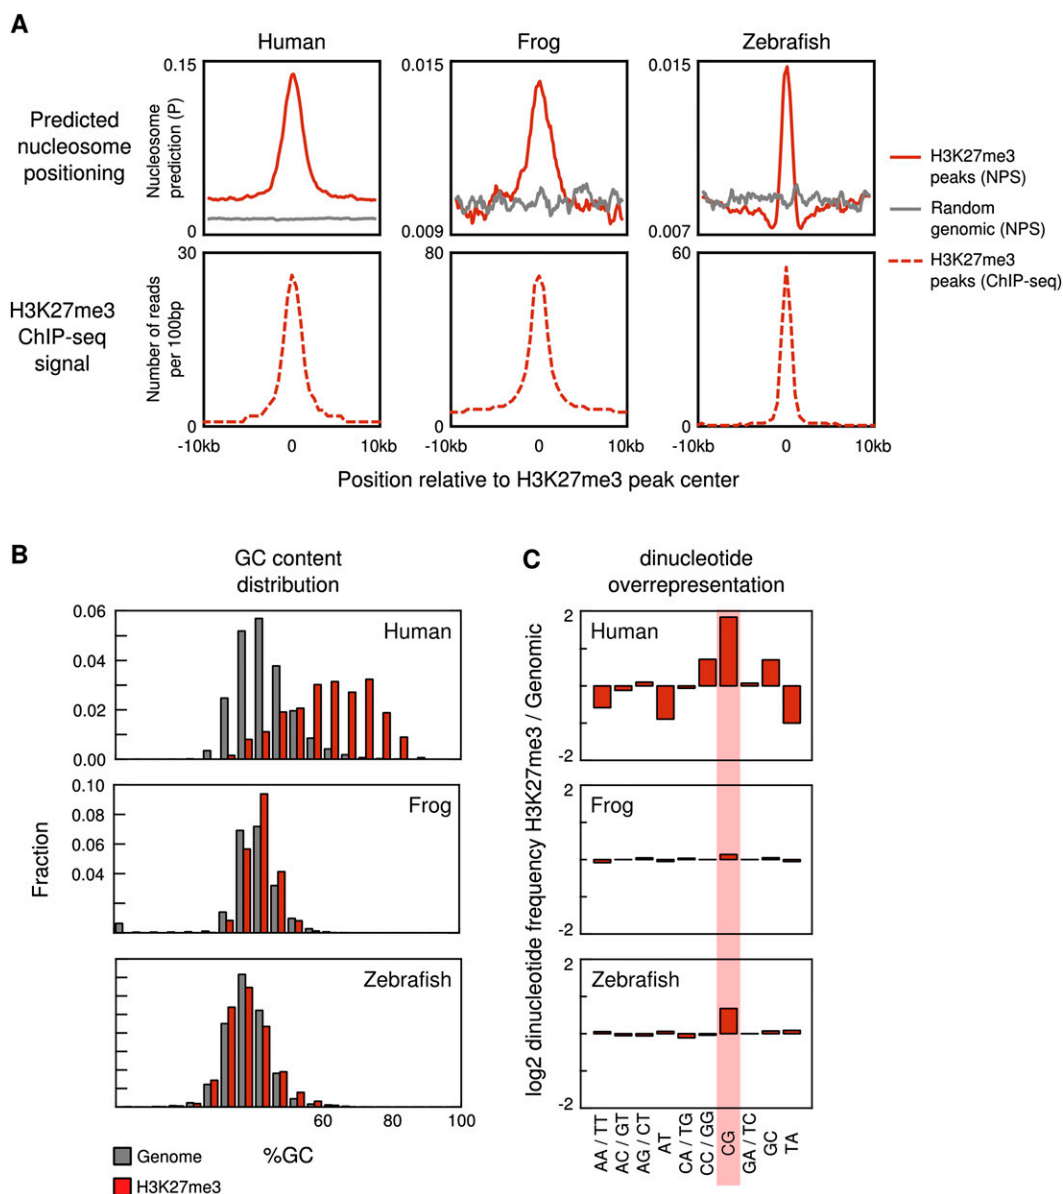 A
Human
Frog
Zebrafish
Predicted
nucleosome
positioning
Nucleosome
prediction (P)
0.15
0
0.015
0.009
0.015
0.007
H3K27me3
peaks (NPS)
Random
genomic (NPS)
H3K27me3
peaks (ChIP-seq)
H3K27me3
ChIP-seq
signal
Number of reads
per 100bp
30
0
80
0
60
0
-10kb
0
10kb
-10kb
0
10kb
-10kb
0
10kb
Position relative to H3K27me3 peak center
B
GC content
distribution
Fraction
0.06
0.04
0.02
0.00
Human
0.10
0.08
0.06
0.04
Frog
Zebrafish
60
80
100
%GC
Genome
H3K27me3
C
dinucleotide
overrepresentation
log2 dinucleotide frequency H3K27me3 / Genomic
2
Human
-2
2
Frog
-2
2
Zebrafish
-2
AA / TT
AC / GT
AG / CT
AT
CA / TG
CC / GG
CG
GA / TC
GC
TA